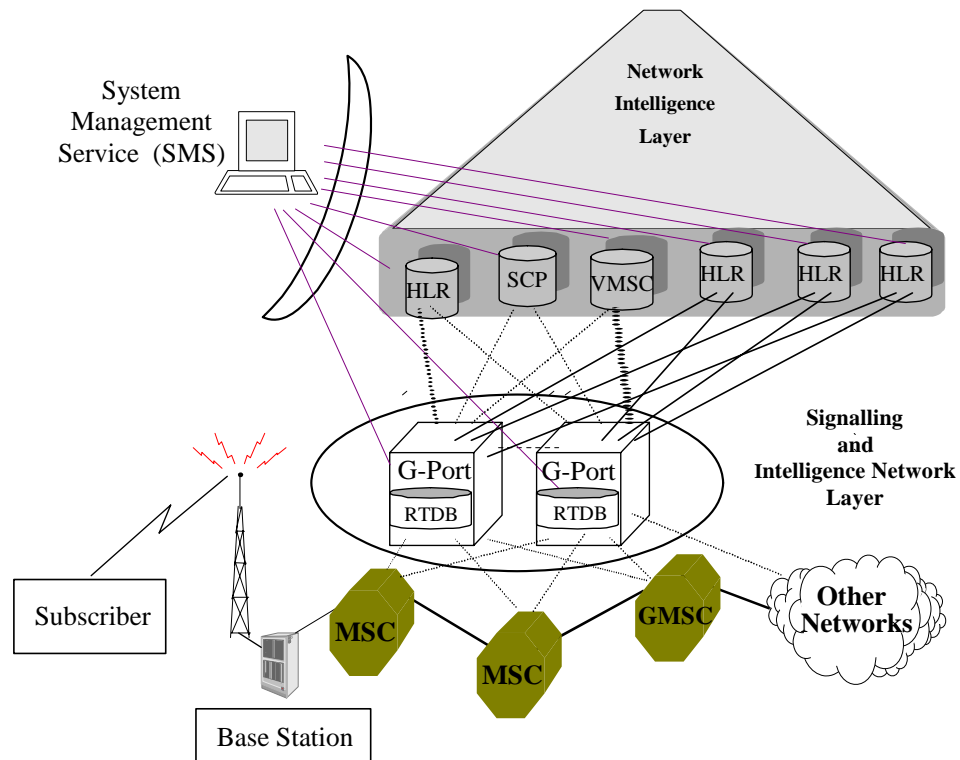 System
Management
Service (SMS)
Network
Intelligence
Layer
HLR
SCP
VMSC
HLR
HLR
HLR
Signalling
and
Intelligence Network
Layer
G-Port
RTDB
G-Port
RTDB
Subscriber
MSC
MSC
GMSC
Other
Networks
Base Station